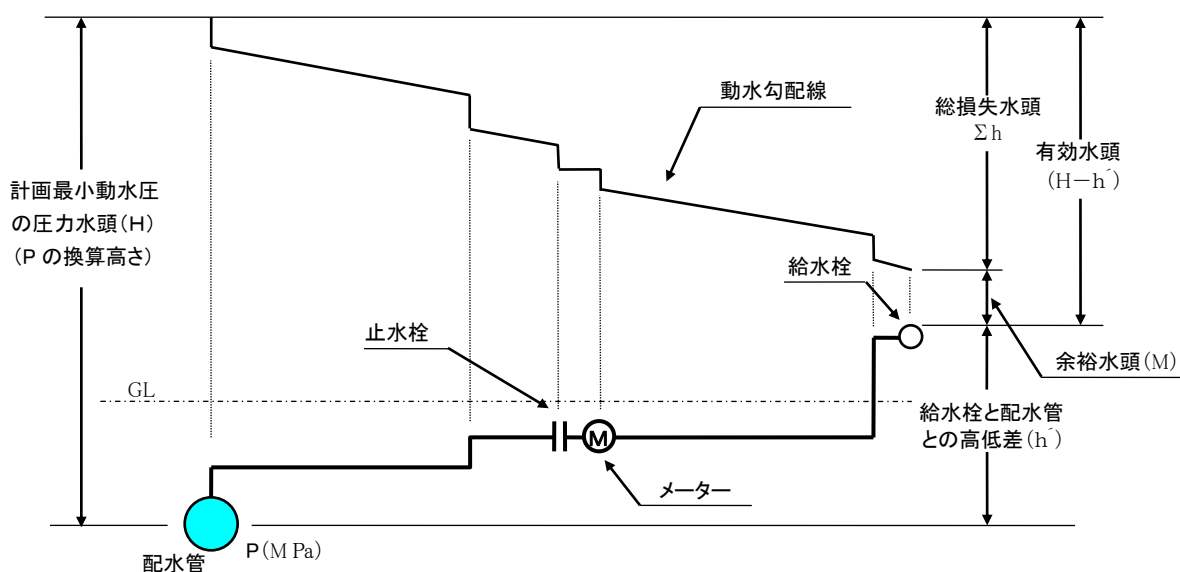 動水勾配線
総損失水頭
Σh
有効水頭
(H－h´)
計画最小動水圧
の圧力水頭(H)
(Pの換算高さ)
給水栓
止水栓
余裕水頭(M)
GL
給水栓と配水管
との高低差(h´)
M
メーター
P(MPa)
配水管